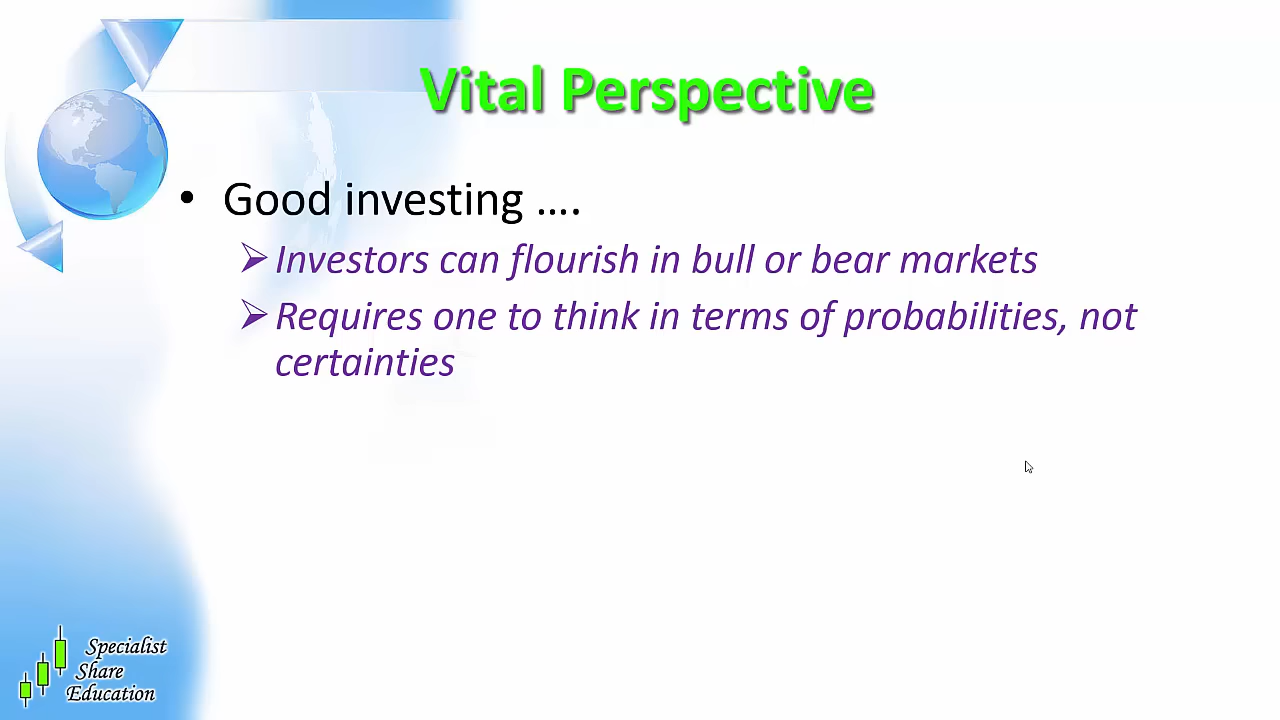 Vital Perspective
• Good investing ....
➢ Investors can flourish in bull or bear markets
➢ Requires one to think in terms of probabilities, not
certainties
Specialist
Share
Education